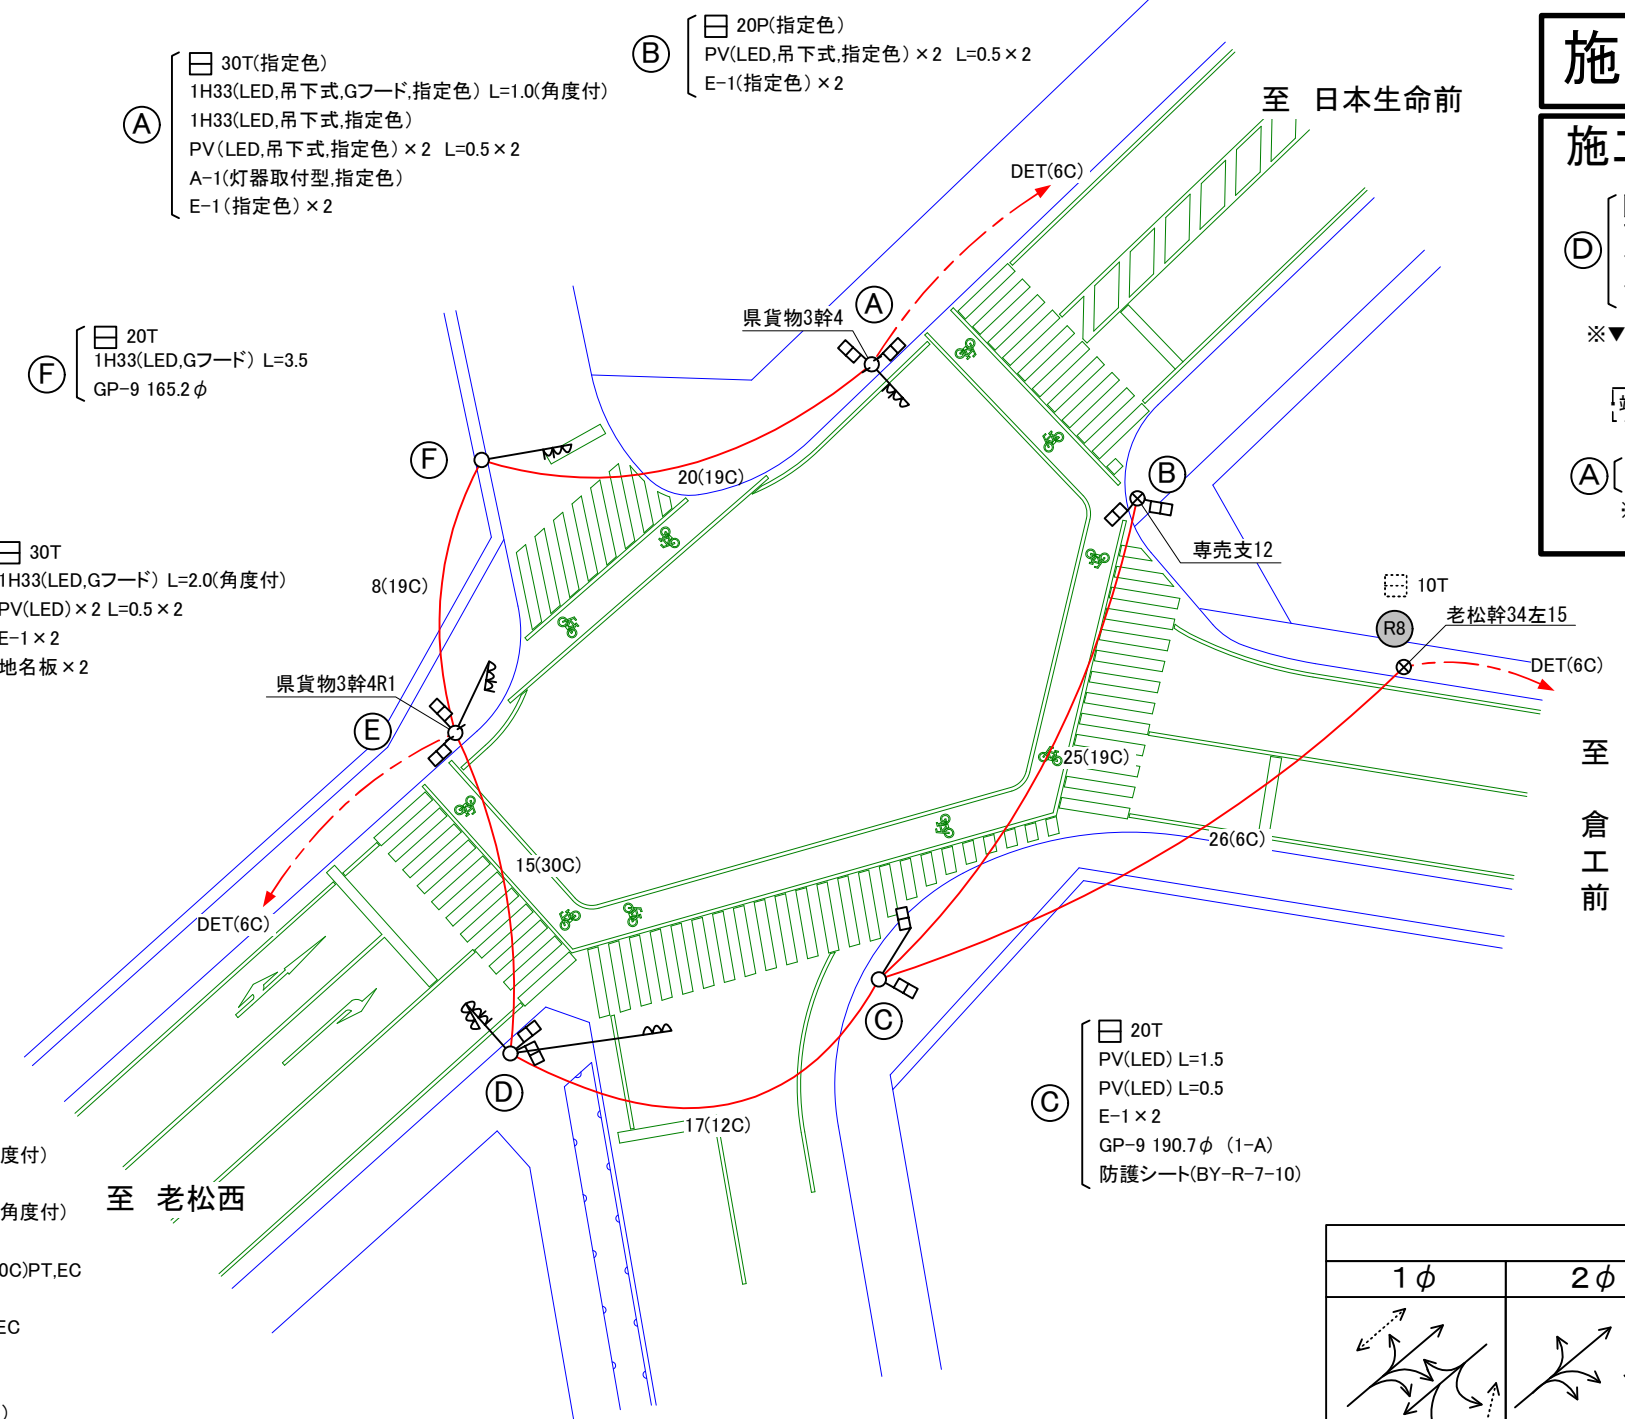 Ⓐ
30T(指定色)
1H33(LED,吊下式,Gフード,指定色) L=1.0(角度付)
1H33(LED,吊下式,指定色)
PV(LED,吊下式,指定色)×2 L=0.5×2
A-1(灯器取付型,指定色)
E-1(指定色)×2
Ⓑ
20P(指定色)
PV(LED,吊下式,指定色)×2 L=0.5×2
E-1(指定色)×2
至 日本生命前
施
施工
Ⓓ
※▼
Ⓐ
DET(6C)
県貨物3幹4
Ⓐ
Ⓕ
20T
1H33(LED,Gフード) L=3.5
GP-9 165.2φ
Ⓕ
20(19C)
Ⓑ
専売支12
30T
1H33(LED,Gフード) L=2.0(角度付)
PV(LED)×2 L=0.5×2
E-1×2
地名板×2
8(19C)
10T
R8
老松幹34左15
DET(6C)
県貨物3幹4R1
Ⓔ
25(19C)
至 倉工前
26(6C)
15(30C)
DET(6C)
Ⓒ
Ⓓ
17(12C)
Ⓒ
20T
PV(LED) L=1.5
PV(LED) L=0.5
E-1×2
GP-9 190.7φ (1-A)
防護シート(BY-R-7-10)
度付)
至 老松西
角度付)
0C)PT,EC
EC
)
1φ
2φ